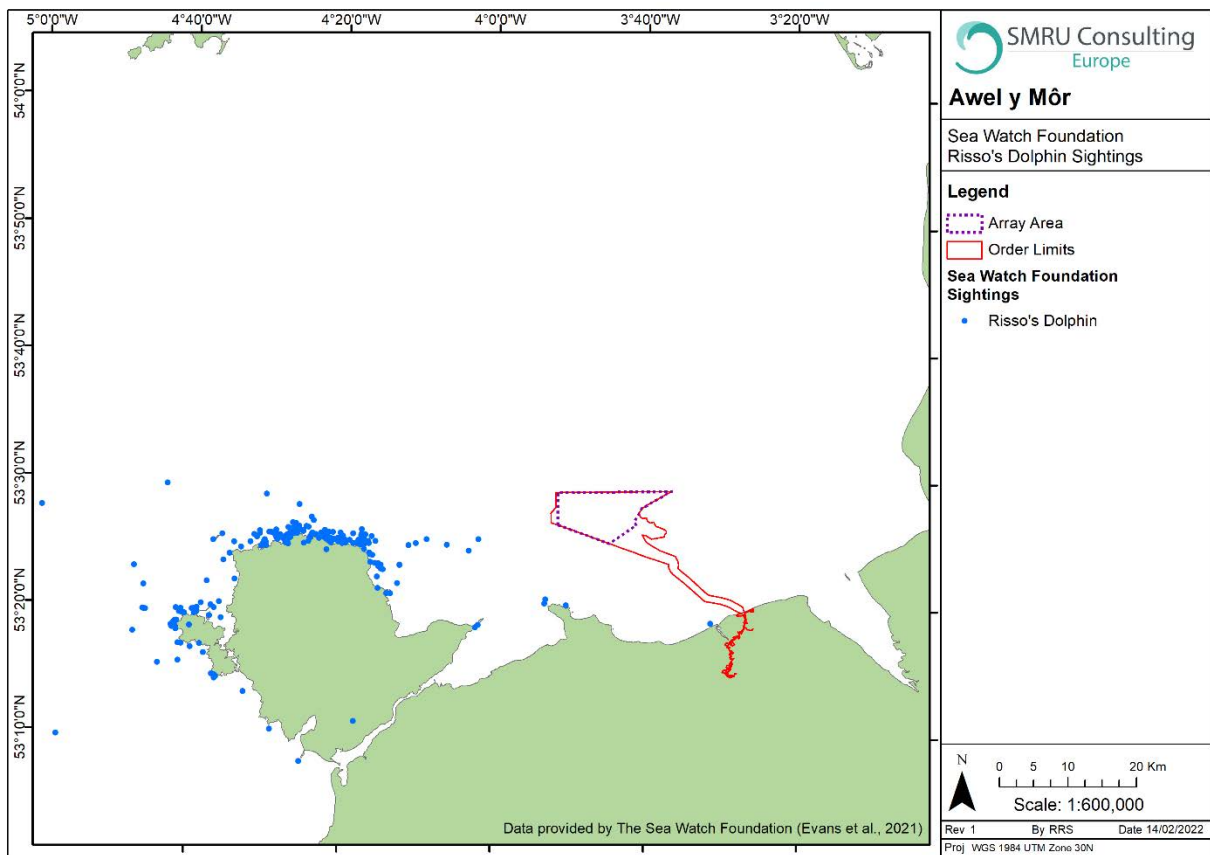 5°0'0"W 4°40'0"W 4°20'0"W 4°0'0"W 3°40'0"W 3°20'0"W
54°0'0"N
53°50'0"N
53°40'0"N
53°30'0"N
53°20'0"N
53°10'0"N
Data provided by The Sea Watch Foundation (Evans et al., 2021)
SMRU Consulting
Europe
Awel y Môr
Sea Watch Foundation
Risso's Dolphin Sightings
Legend
Array Area
Order Limits
Sea Watch Foundation
Sightings
Risso's Dolphin
N
0 5 10 20 Km
Scale: 1:600,000
Rev 1 By RRS Date 14/02/2022
Proj WGS 1984 UTM Zone 30N